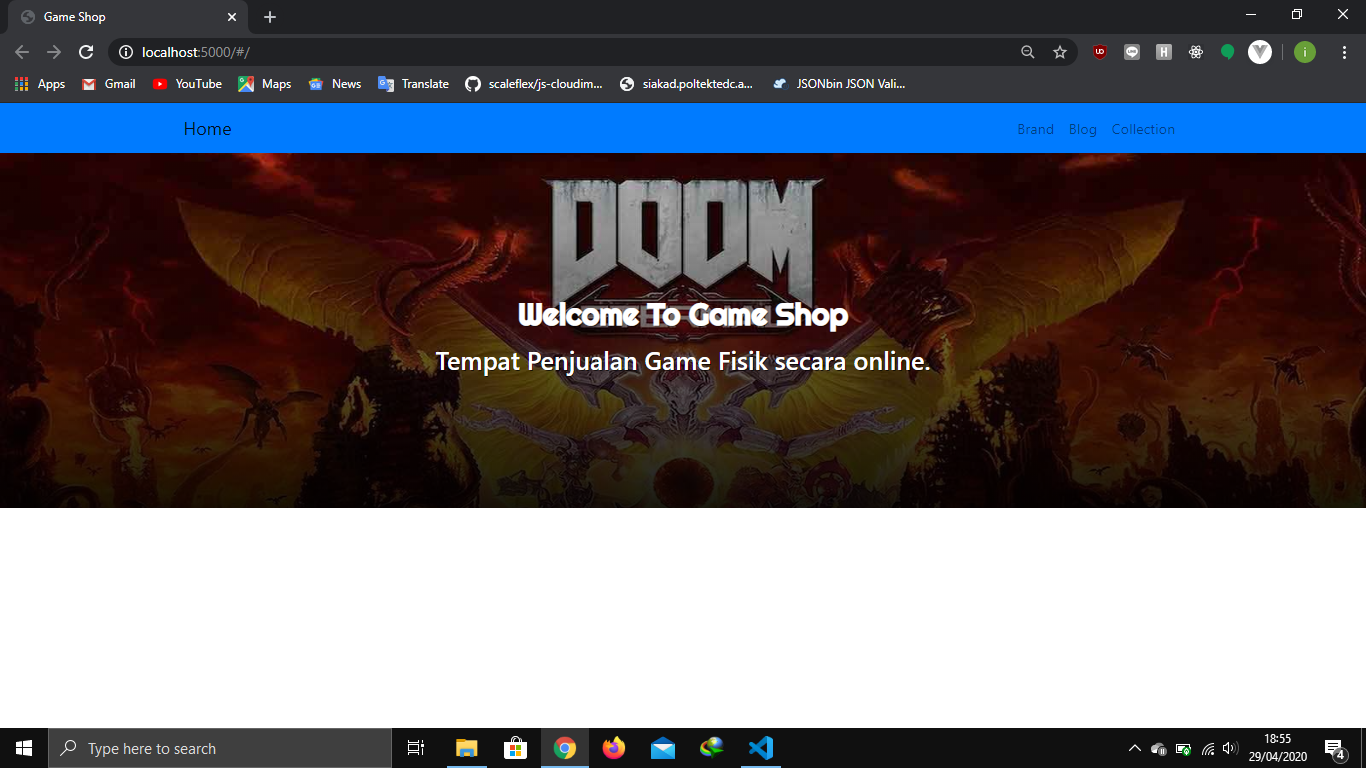 Game Shop
localhost:5000/#/
Apps Gmail YouTube Maps News Translate scaleflex/js-cloudim... siakad.poltektedc.a... JSONbin JSON Vali...
Home Brand Blog Collection
DOOM
Welcome To Game Shop
Tempat Penjualan Game Fisik secara online.
Type here to search
18:55
29/04/2020
4